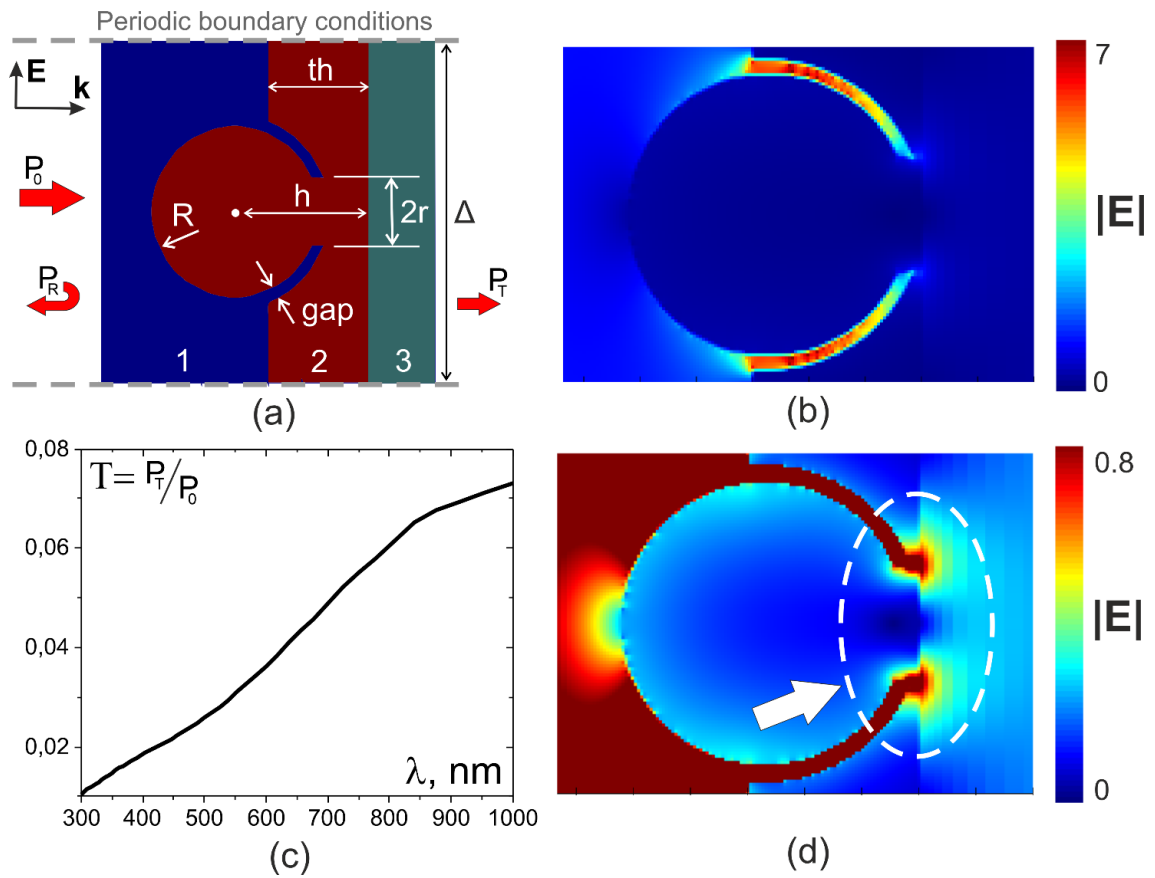 Periodic boundary conditions
E
k
th
P0
h
R
2r
Δ
PR
PT
gap
1 2 3
(a)
7
|E|
0
(b)
0,08
T= PT/P0
0,06
0,04
0,02
λ, nm
300 400 500 600 700 800 900 1000
(c)
0.8
|E|
0
(d)